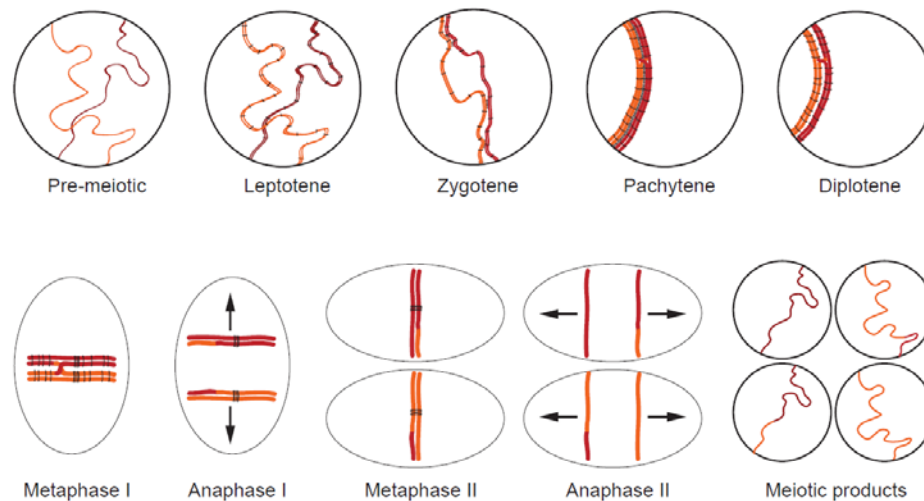 Pre-meiotic
Leptotene
Zygotene
Pachytene
Diplotene
Metaphase I
Anaphase I
Metaphase II
Anaphase II
Meiotic products